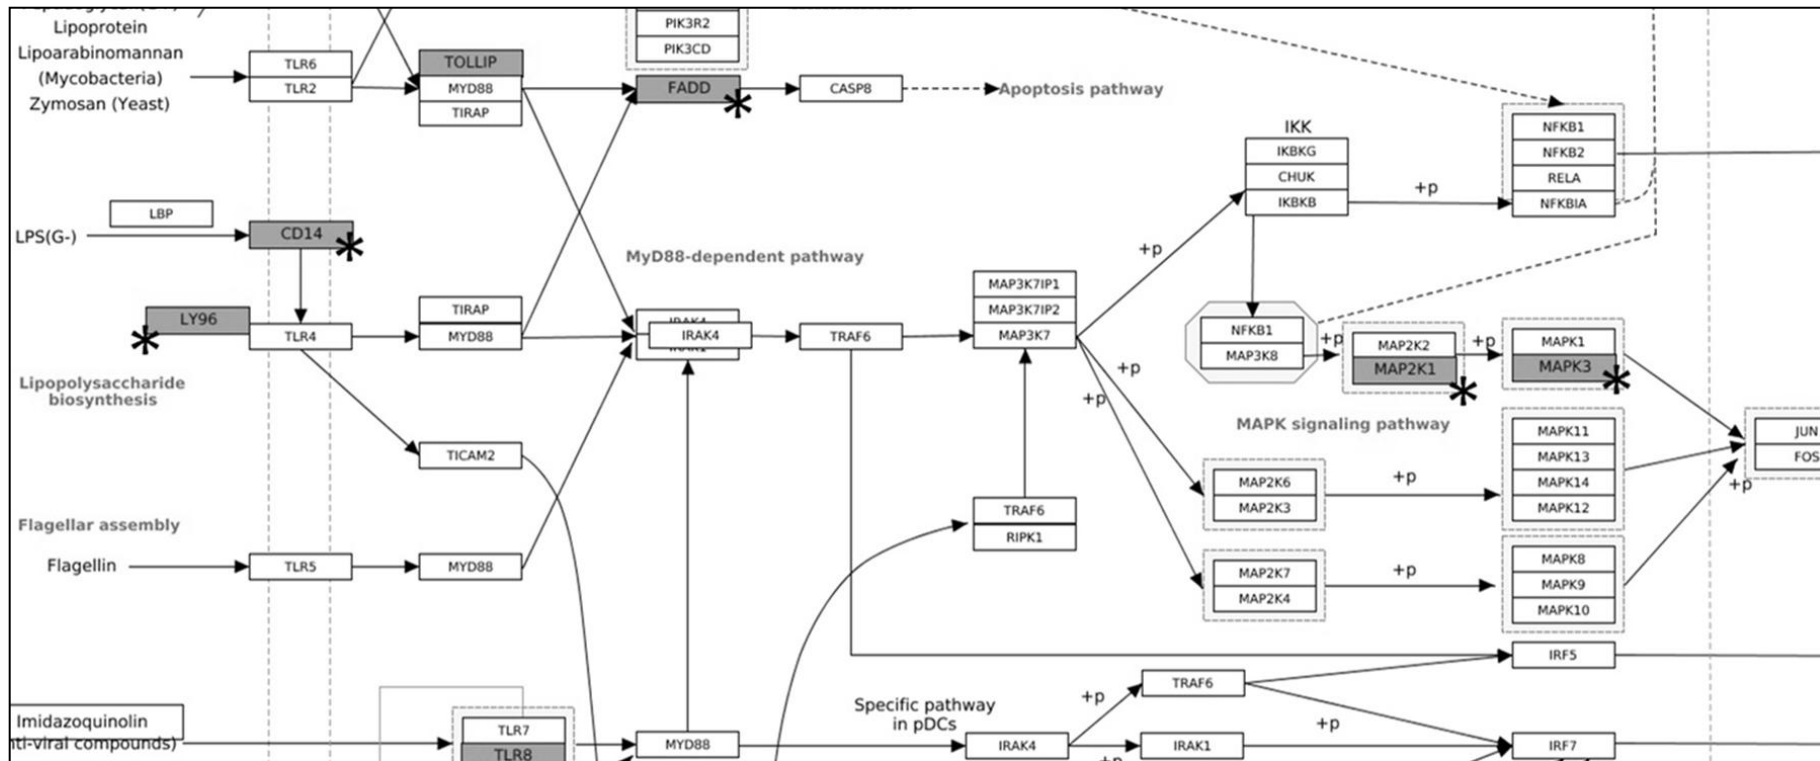 Lipoprotein
Lipoarabinomannan
(Mycobacteria)
Zymosan (Yeast)
TLR6
TLR2
TOLLIP
MYD88
TIRAP
PIK3R2
PIK3CD
FADD
*
CASP8
Apoptosis pathway
IKK
IKBKG
CHUK
IKBKB
+p
NFKB1
NFKB2
RELA
NFKBIA
LBP
LPS(G-)
CD14
*
MyD88-dependent pathway
+p
LY96
*
TLR4
TIRAP
MYD88
IRAK4
TRAF6
MAP3K7IP1
MAP3K7IP2
MAP3K7
NFKB1
MAP3K8
+p
MAP2K2
MAP2K1
*
+p
MAPK1
MAPK3
*
Lipopolysaccharide
biosynthesis
+p
+p
MAPK signaling pathway
TICAM2
MAP2K6
MAP2K3
+p
MAPK11
MAPK13
MAPK14
MAPK12
JUN
FOS
+p
Flagellar assembly
Flagellin
TLR5
MYD88
TRAF6
RIPK1
MAP2K7
MAP2K4
+p
MAPK8
MAPK9
MAPK10
IRF5
Imidazoquinolin
nti-viral compounds)
TLR7
TLR8
MYD88
Specific pathway
in pDCs
IRAK4
+p
TRAF6
+p
IRAK1
+p
IRF7